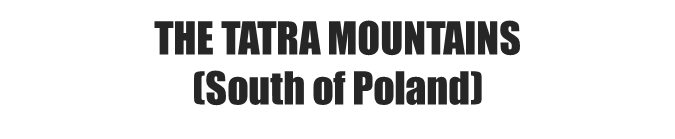 THE TATRA MOUNTAINS
(South of Poland)